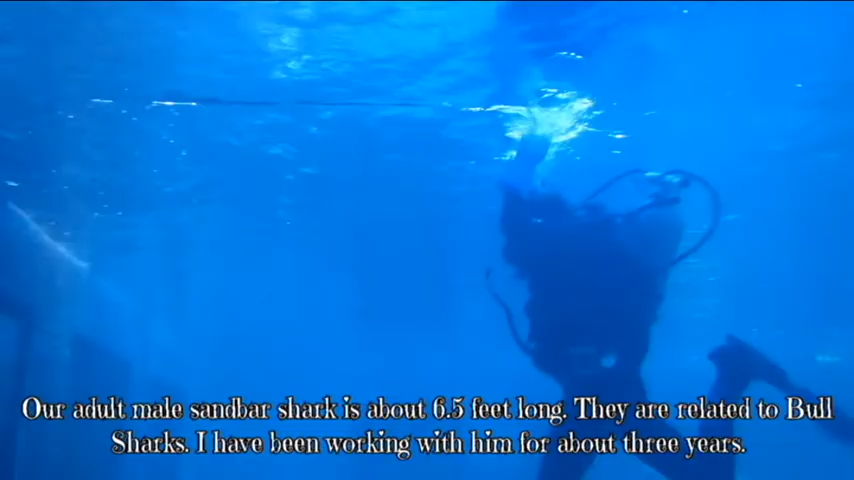 Our adult male sandbar shark is about 6.5 feet long. They are related to Bull
Sharks. I have been working with him for about three years.